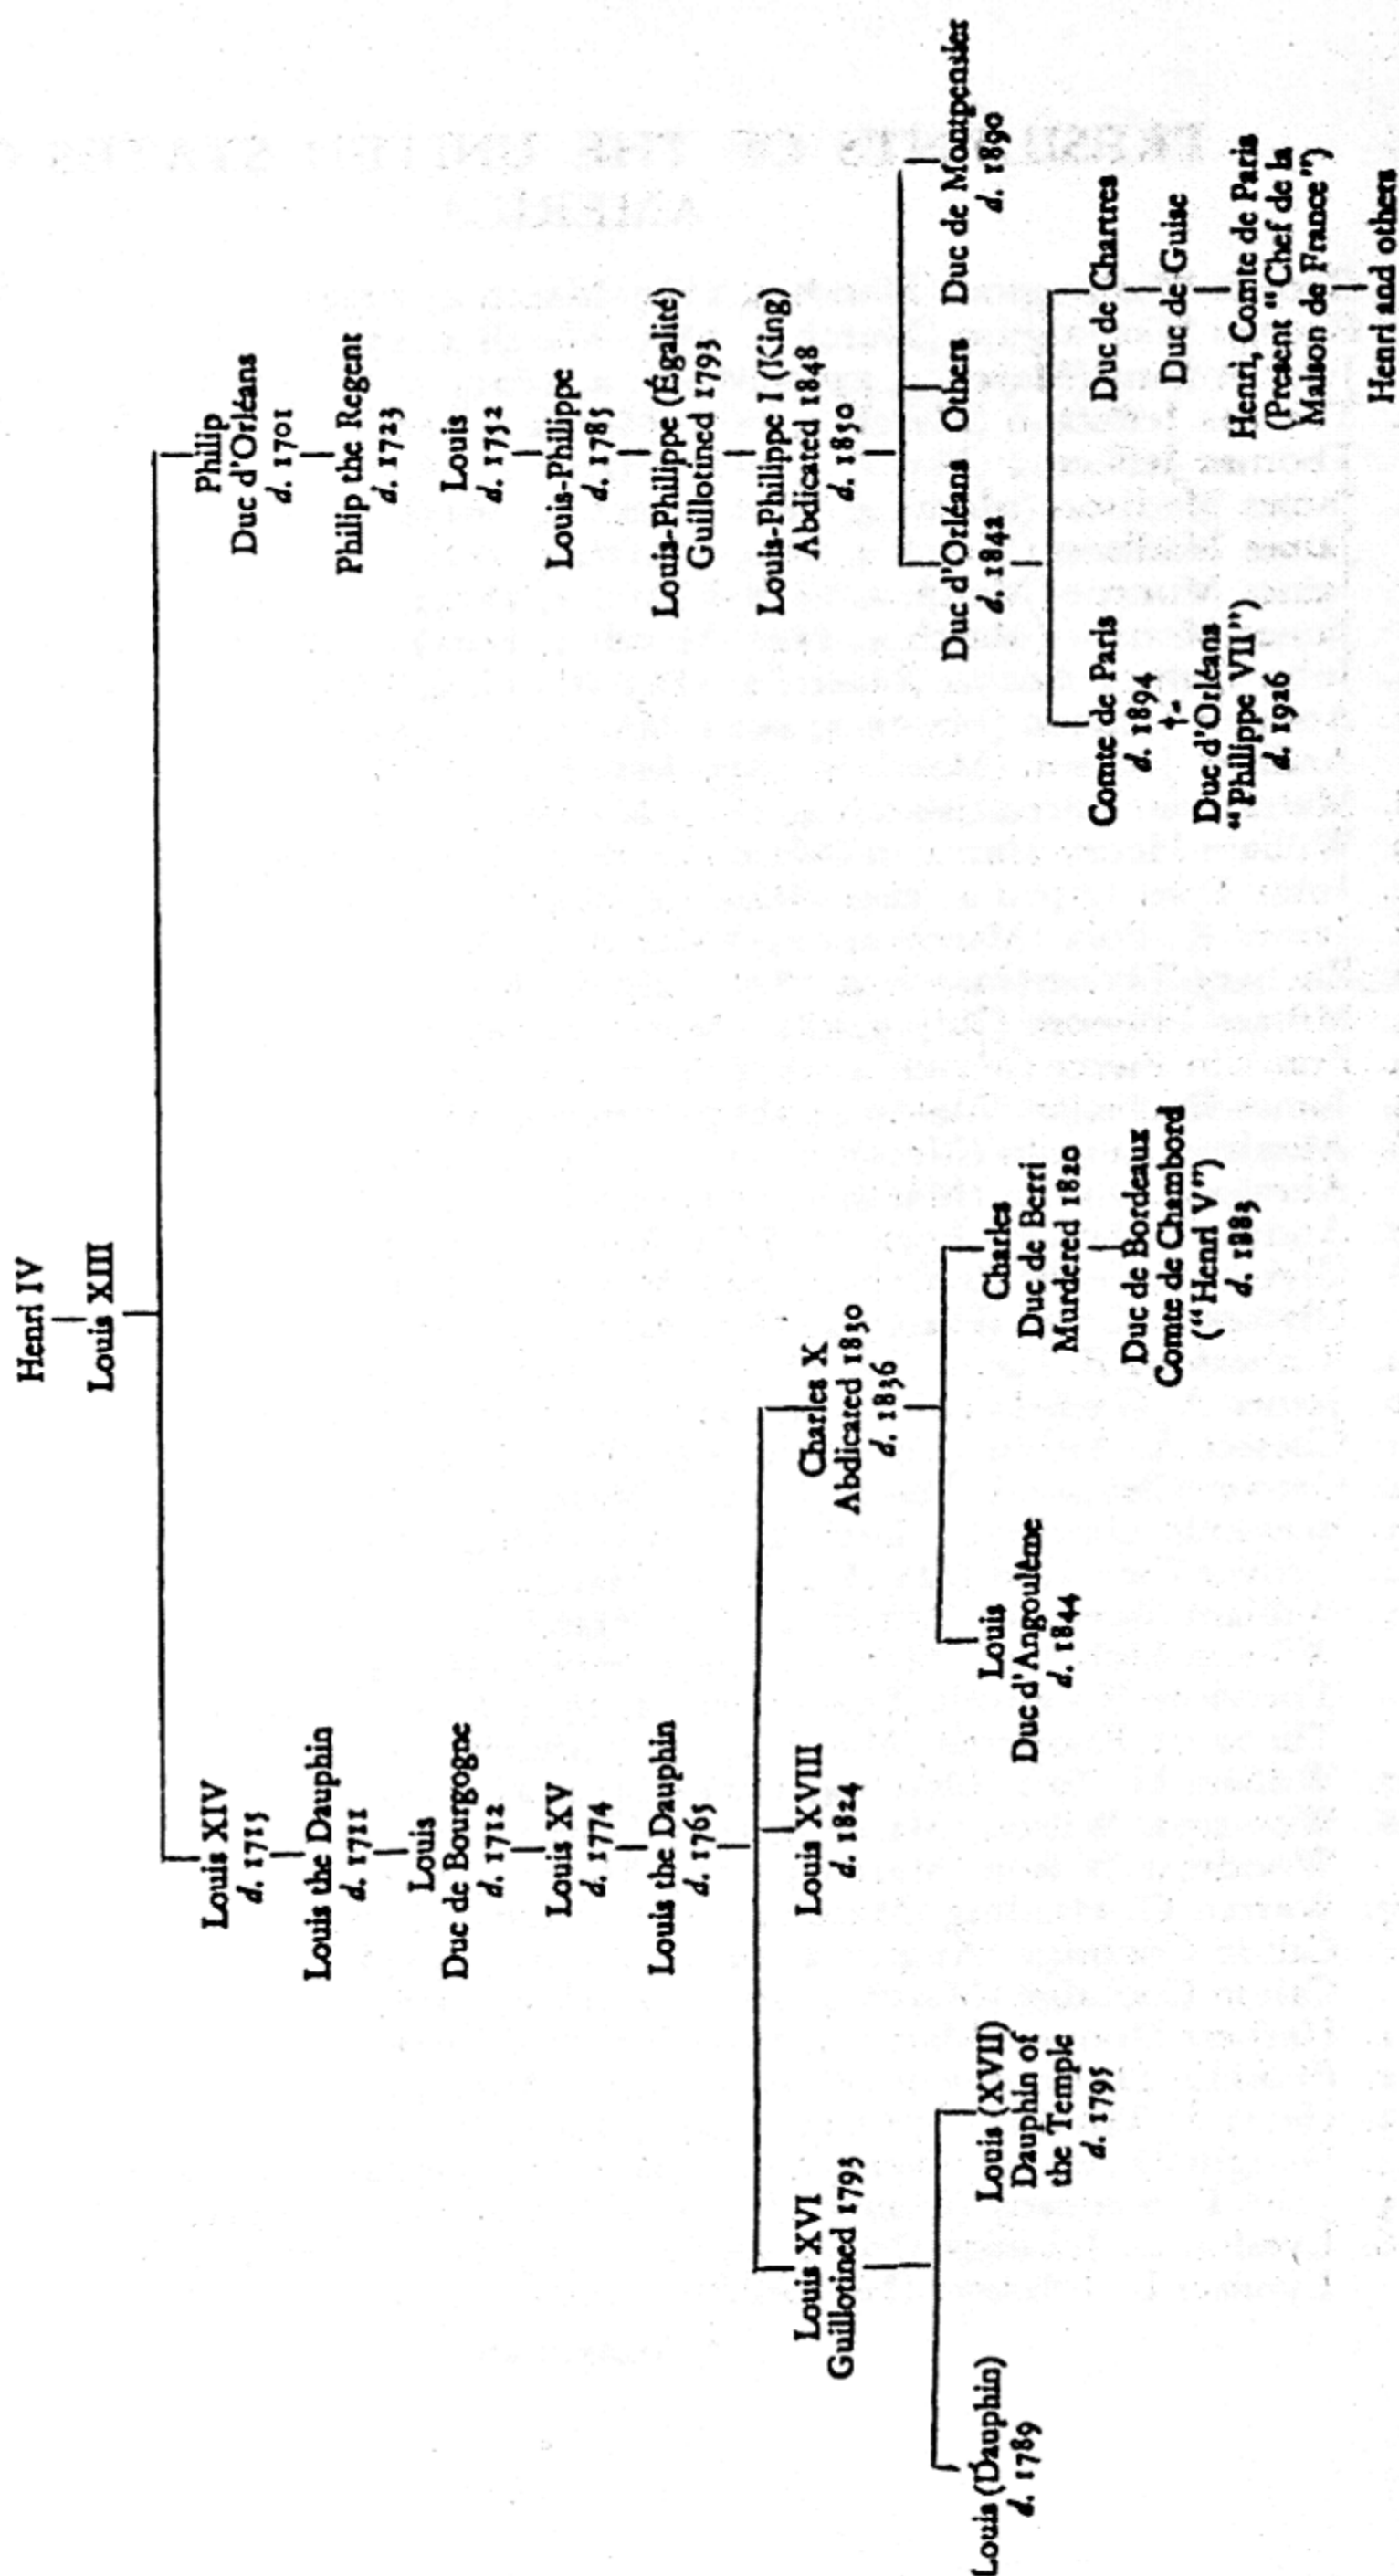 Henri IV
Louis XIII
Louis XIV
d. 1715
Louis the Dauphin
d. 1711
Louis
Duc de Bourgogne
d. 1712
Louis XV
d. 1774
Louis the Dauphin
d. 1765
Louis XVI
Guillotined 1793
Louis (Dauphin)
d. 1789
Louis (XVII)
Dauphin of
the Temple
d. 1795
Louis XVIII
d. 1824
Charles X
Abdicated 1830
d. 1836
Louis
Duc d'Angoulême
d. 1844
Charles
Duc de Berri
Murdered 1820
Duc de Bordeaux
Comte de Chambord
("Henri V")
d. 1883
Philip
Duc d'Orléans
d. 1701
Philip the Regent
d. 1723
Louis
d. 1752
Louis-Philippe
d. 1785
Louis-Philippe (Égalité)
Guillotined 1793
Louis-Philippe I (King)
Abdicated 1848
d. 1850
Duc d'Orléans
d. 1842
Others
Duc de Montpensier
d. 1890
Comte de Paris
d. 1894
Duc d'Orléans
"Philippe VII")
d. 1926
Duc de Chartres
Duc de Guise
Henri, Comte de Paris
(Present "Chef de la
Maison de France")
Henri and others